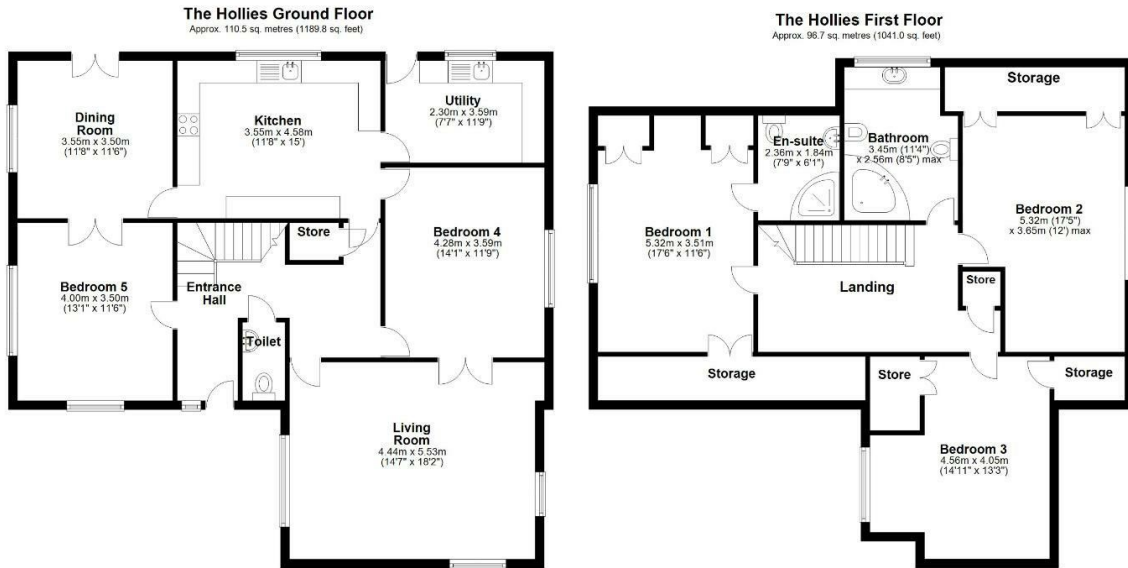 The Hollies Ground Floor
Approx. 110.5 sq. metres (1189.8 sq. feet)
Dining
Room
3.55m x 3.50m
(11'8" x 11'6")
Kitchen
3.55m x 4.58m
(11'8" x 15')
Utility
2.30m x 3.59m
(7'7" x 11'9")
Store
Bedroom 4
4.28m x 3.59m
(14'1" x 11'9")
Bedroom 5
4.00m x 3.50m
(13'1" x 11'6")
Entrance
Hall
Toilet
Living
Room
4.44m x 5.53m
(14'7" x 18'2")
The Hollies First Floor
Approx. 96.7 sq. metres (1041.0 sq. feet)
Storage
En-suite
2.36m x 1.84m
(7'9" x 6'1")
Bathroom
3.45m (11'4")
x 2.56m (8'5") max
Bedroom 1
5.32m x 3.51m
(17'6" x 11'6")
Bedroom 2
5.32m (17'5")
x 3.65m (12') max
Landing
Store
Storage
Store
Storage
Bedroom 3
4.56m x 4.05m
(14'11" x 13'3")